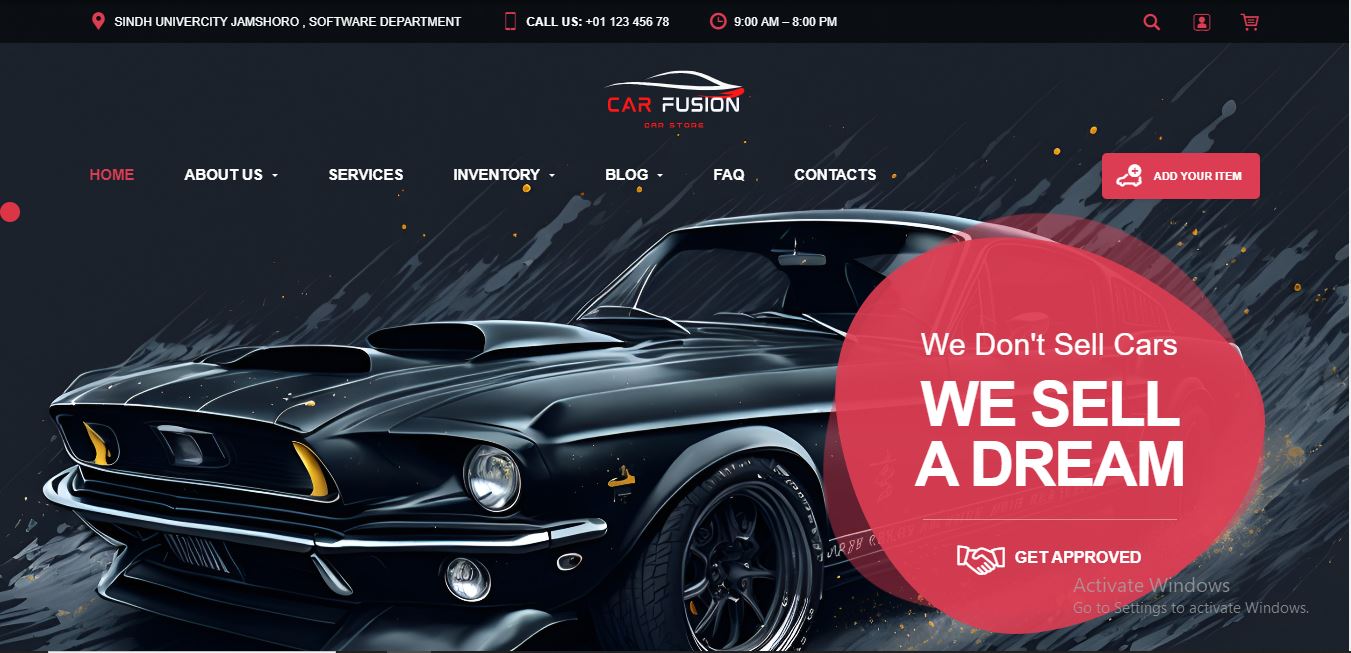 SINDH UNIVERCITY JAMSHORO , SOFTWARE DEPARTMENT
CALL US: +01 123 456 78
9:00 AM – 8:00 PM
CAR FUSION
CAR STORE
HOME
ABOUT US
SERVICES
INVENTORY
BLOG
FAQ
CONTACTS
ADD YOUR ITEM
We Don't Sell Cars
WE SELL
A DREAM
GET APPROVED
Activate Windows
Go to Settings to activate Windows.